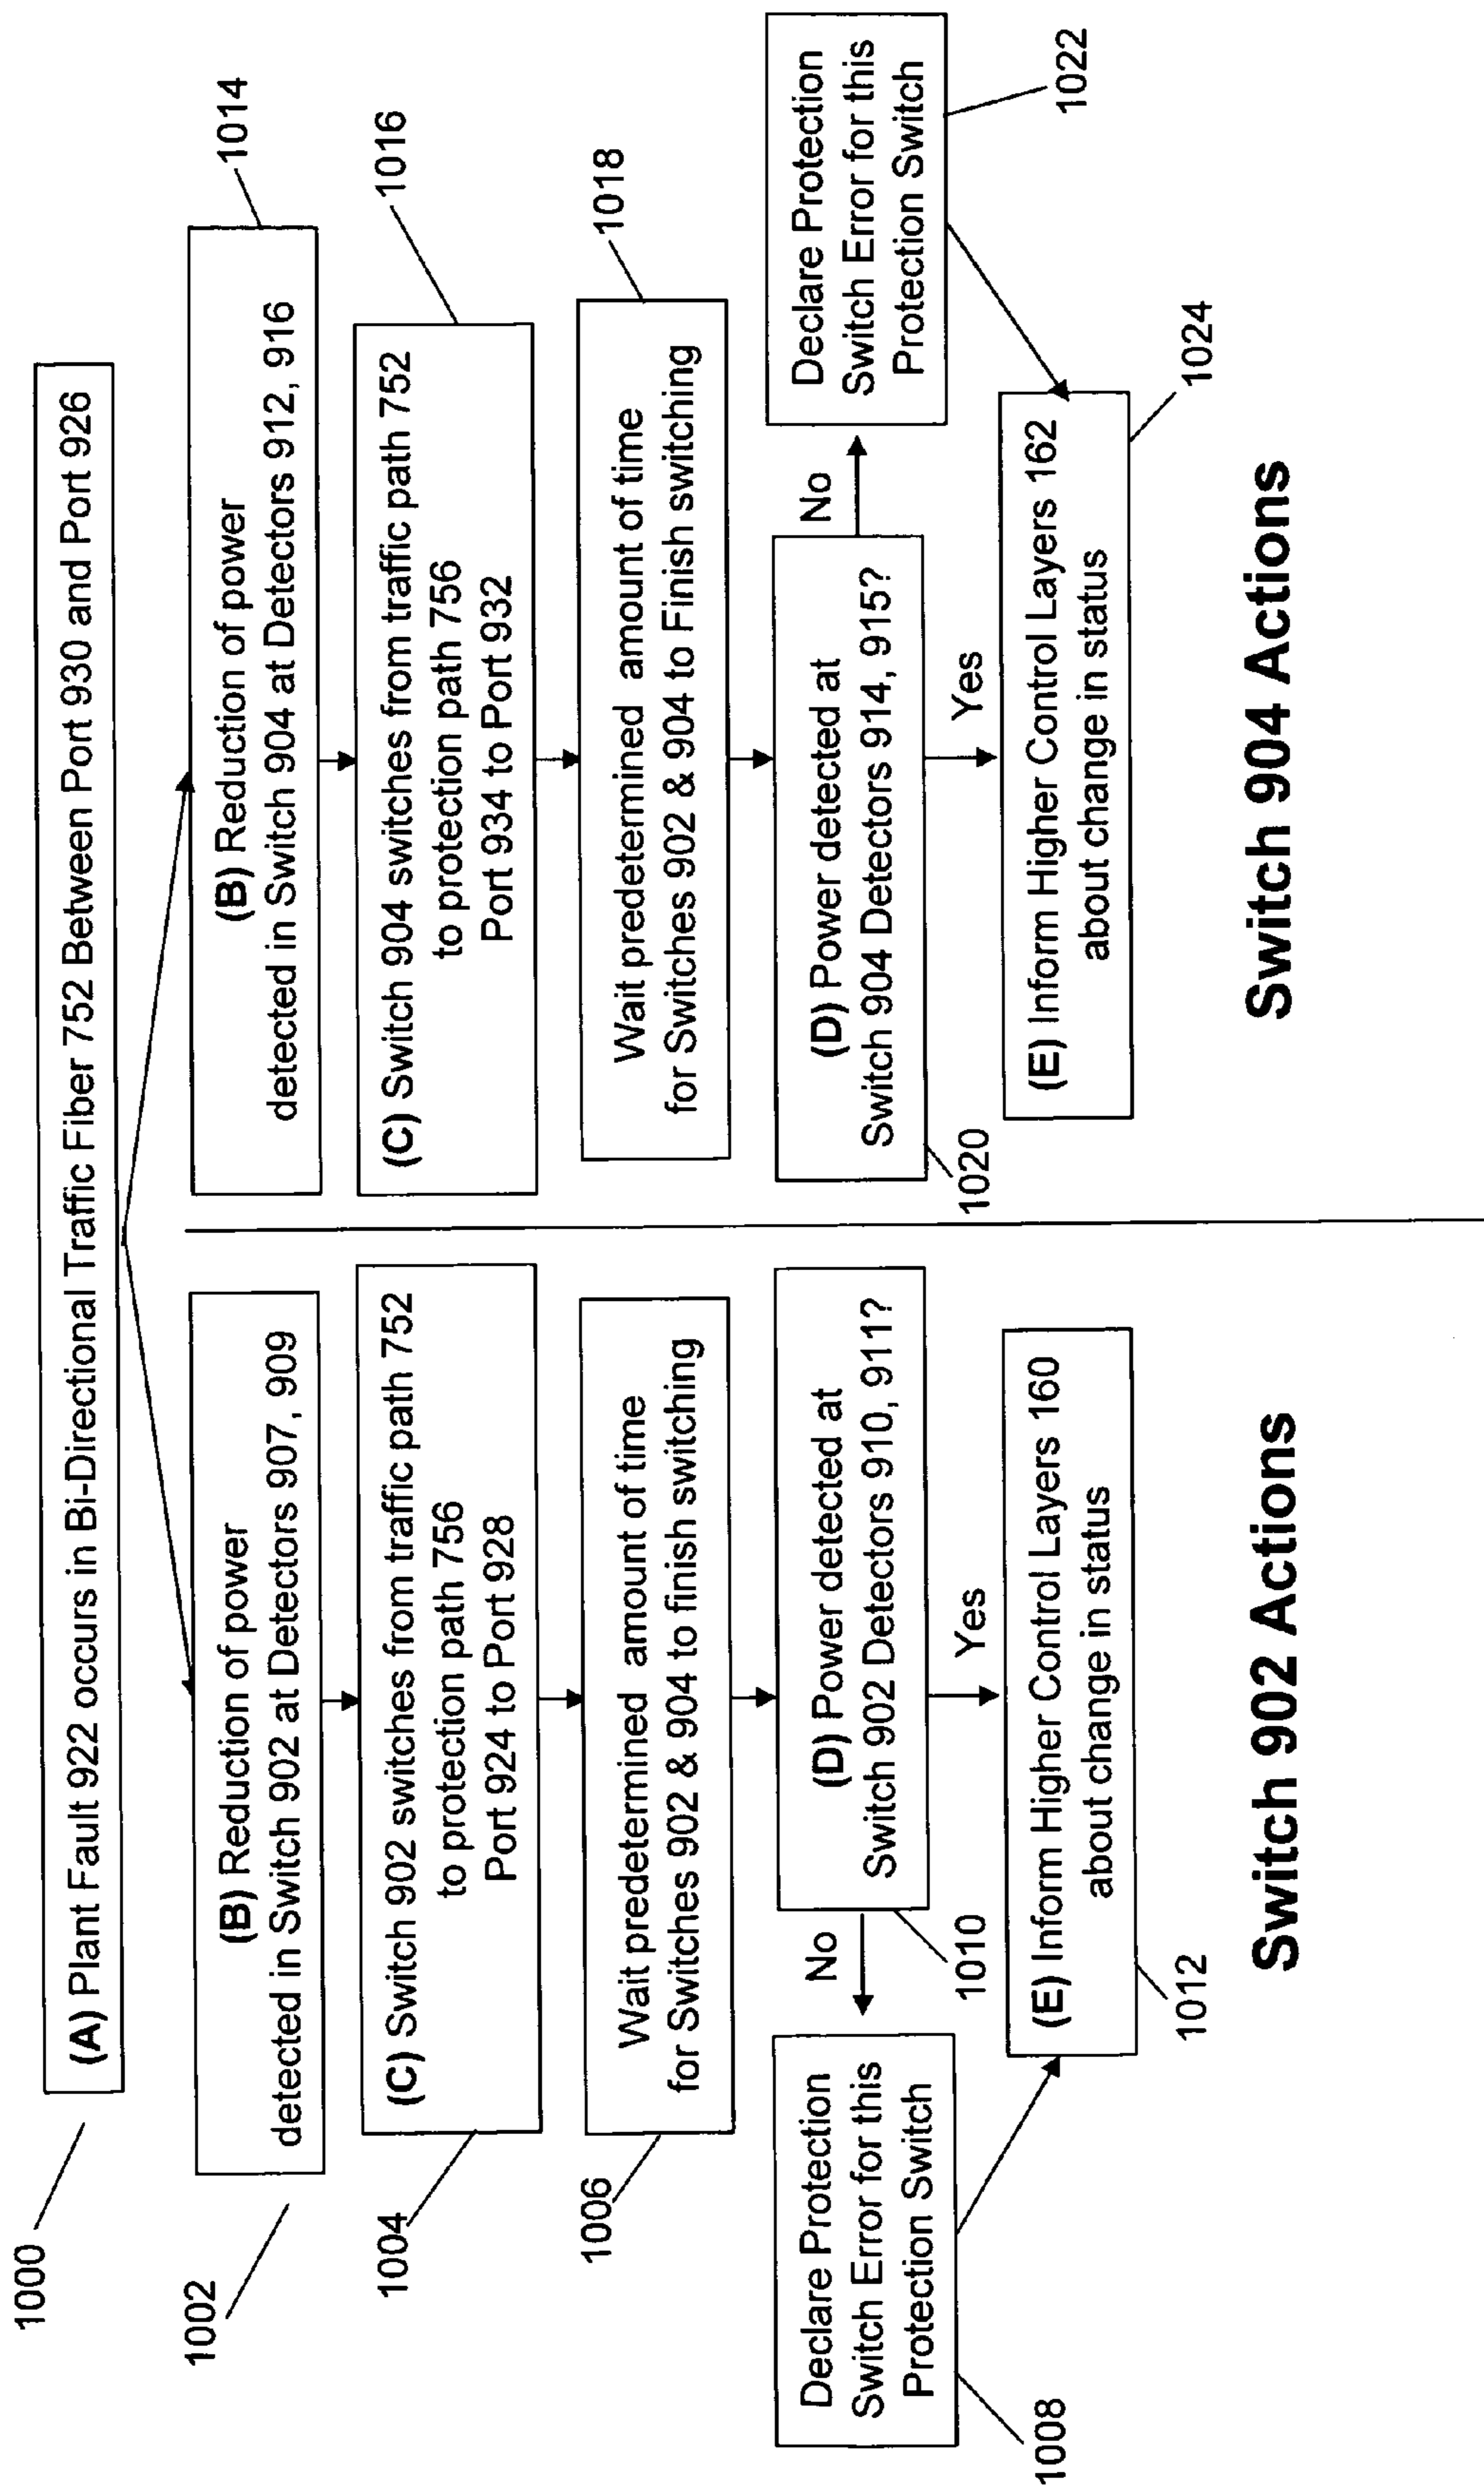 1000
(A) Plant Fault 922 occurs in Bi-Directional Traffic Fiber 752 Between Port 930 and Port 926
1002
(B) Reduction of power
detected in Switch 902 at Detectors 907, 909
1004
(C) Switch 902 switches from traffic path 752
to protection path 756
Port 924 to Port 928
1006
Wait predetermined amount of time
for Switches 902 & 904 to finish switching
(D) Power detected at
Switch 902 Detectors 910, 911?
1010
No
Yes
Declare Protection
Switch Error for this
Protection Switch
1008
(E) Inform Higher Control Layers 160
about change in status
1012
Switch 902 Actions
(B) Reduction of power
detected in Switch 904 at Detectors 912, 916
1014
(C) Switch 904 switches from traffic path 752
to protection path 756
Port 934 to Port 932
1016
Wait predetermined amount of time
for Switches 902 & 904 to Finish switching
1018
(D) Power detected at
Switch 904 Detectors 914, 915?
1020
No
Yes
Declare Protection
Switch Error for this
Protection Switch
1022
(E) Inform Higher Control Layers 162
about change in status
1024
Switch 904 Actions